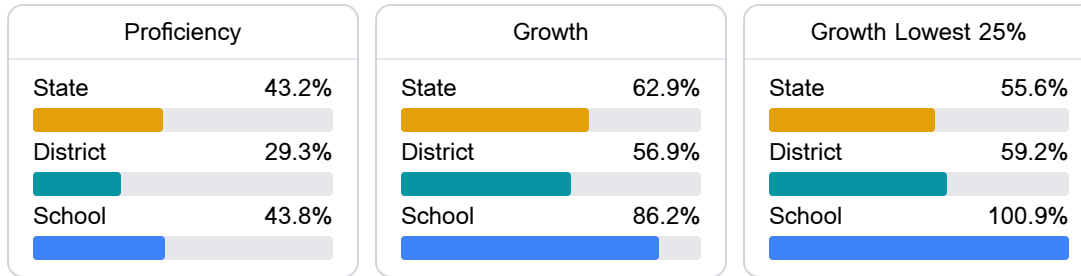 Proficiency
State 43.2%
District 29.3%
School 43.8%
Growth
State 62.9%
District 56.9%
School 86.2%
Growth Lowest 25%
State 55.6%
District 59.2%
School 100.9%